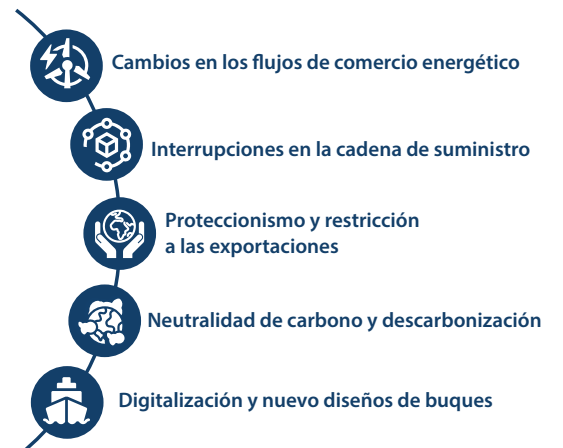 Cambios en los flujos de comercio energético
Interrupciones en la cadena de suministro
Proteccionismo y restricción
a las exportaciones
Neutralidad de carbono y descarbonización
Digitalización y nuevo diseños de buques